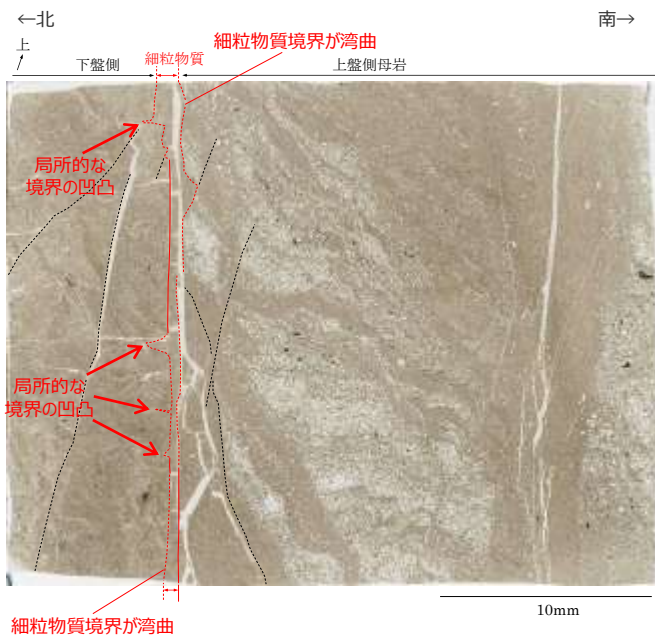 ←北
南→
上
下盤側
細粒物質
細粒物質境界が湾曲
上盤側母岩
局所的な
境界の凹凸
局所的な
境界の凹凸
10mm
細粒物質境界が湾曲